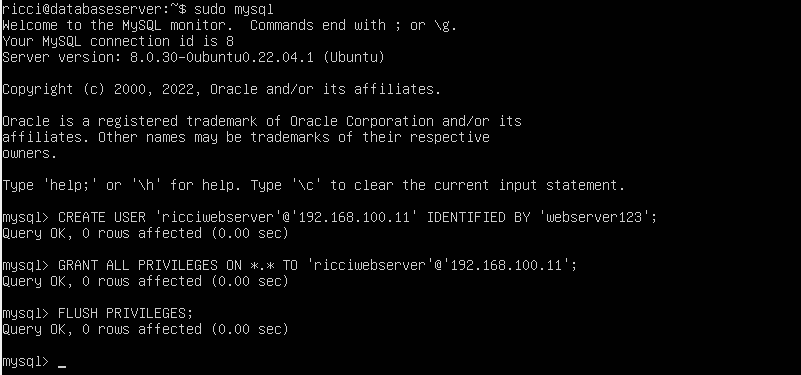 ricci@databaseserver:~$ sudo mysql
Welcome to the MySQL monitor.  Commands end with ; or \g.
Your MySQL connection id is 8
Server version: 8.0.30-0ubuntu0.22.04.1 (Ubuntu)
Copyright (c) 2000, 2022, Oracle and/or its affiliates.
Oracle is a registered trademark of Oracle Corporation and/or its
affiliates. Other names may be trademarks of their respective
owners.
Type 'help;' or '\h' for help. Type '\c' to clear the current input statement.
mysql> CREATE USER 'ricciwebserver'@'192.168.100.11' IDENTIFIED BY 'webserver123';
Query OK, 0 rows affected (0.00 sec)
mysql> GRANT ALL PRIVILEGES ON *.* TO 'ricciwebserver'@'192.168.100.11';
Query OK, 0 rows affected (0.00 sec)
mysql> FLUSH PRIVILEGES;
Query OK, 0 rows affected (0.00 sec)
mysql> _